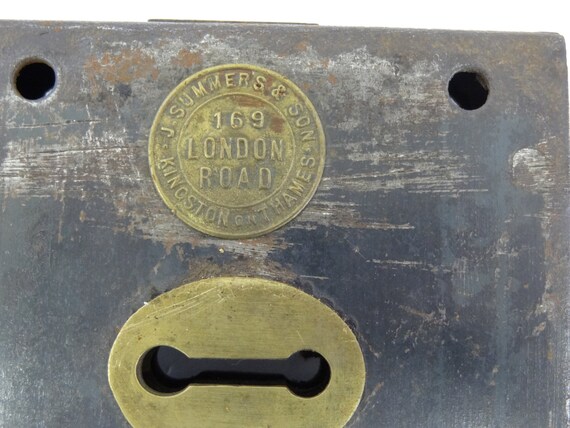 J. SUMMERS & SON
169
LONDON
ROAD
KINGSTON ON THAMES